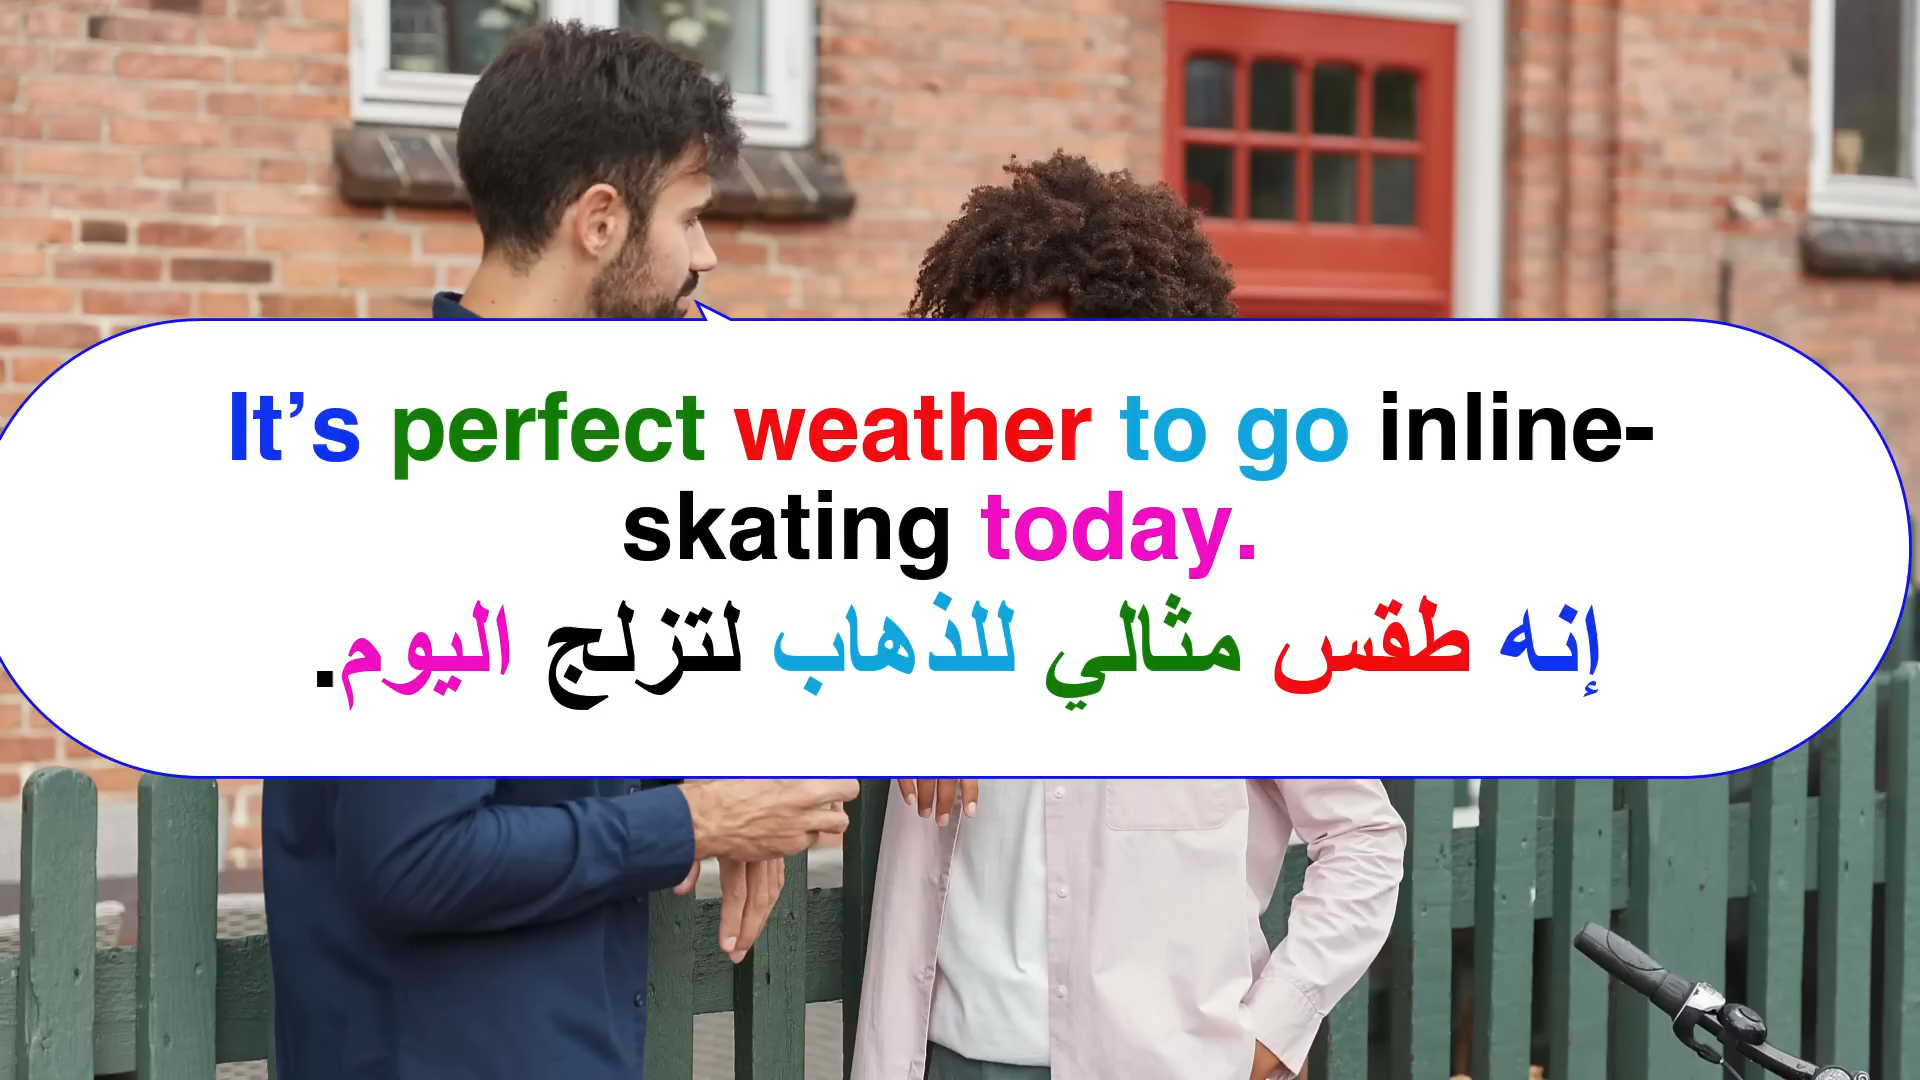 It’s perfect weather to go inline-
skating today.
إنه طقس مثالي للذهاب لتزلج اليوم.